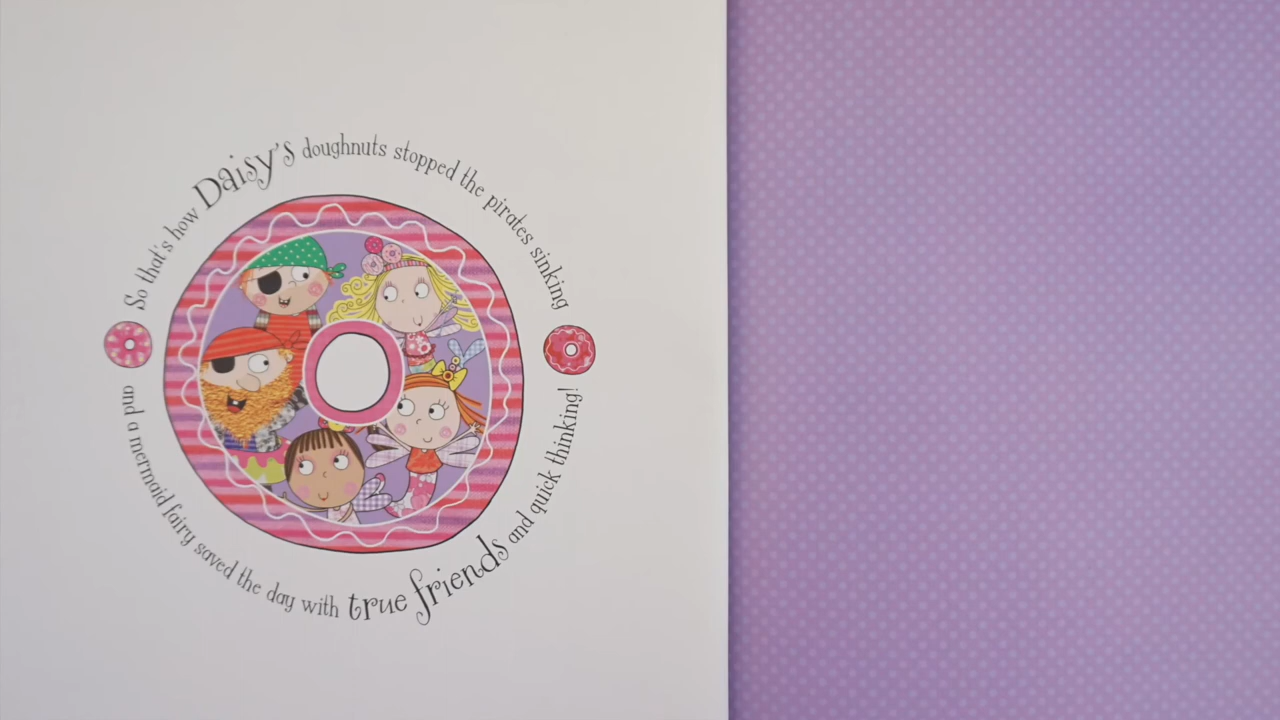 So that's how Daisy's doughnuts stopped the pirates sinking
and a mermaid fairy saved the day with true friends and quick thinking!